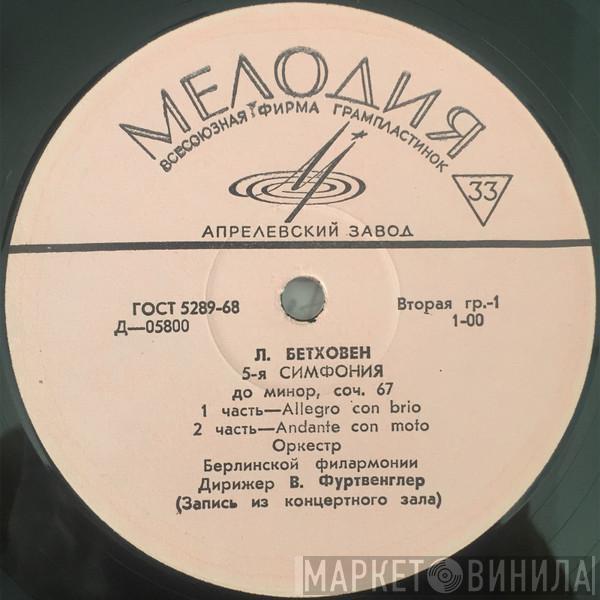 МЕЛОДИЯ
ВСЕСОЮЗНАЯ ФИРМА ГРАМПЛАСТИНОК
33
АПРЕЛЕВСКИЙ ЗАВОД
ГОСТ 5289-68
Д—05800
Вторая гр.-1
1-00
Л. БЕТХОВЕН
5-я СИМФОНИЯ
до минор, соч. 67
1 часть—Allegro con brio
2 часть—Andante con moto
Оркестр
Берлинской филармонии
Дирижер В. Фуртвенглер
(Запись из концертного зала)
МАРКЕТ ВИНИЛА